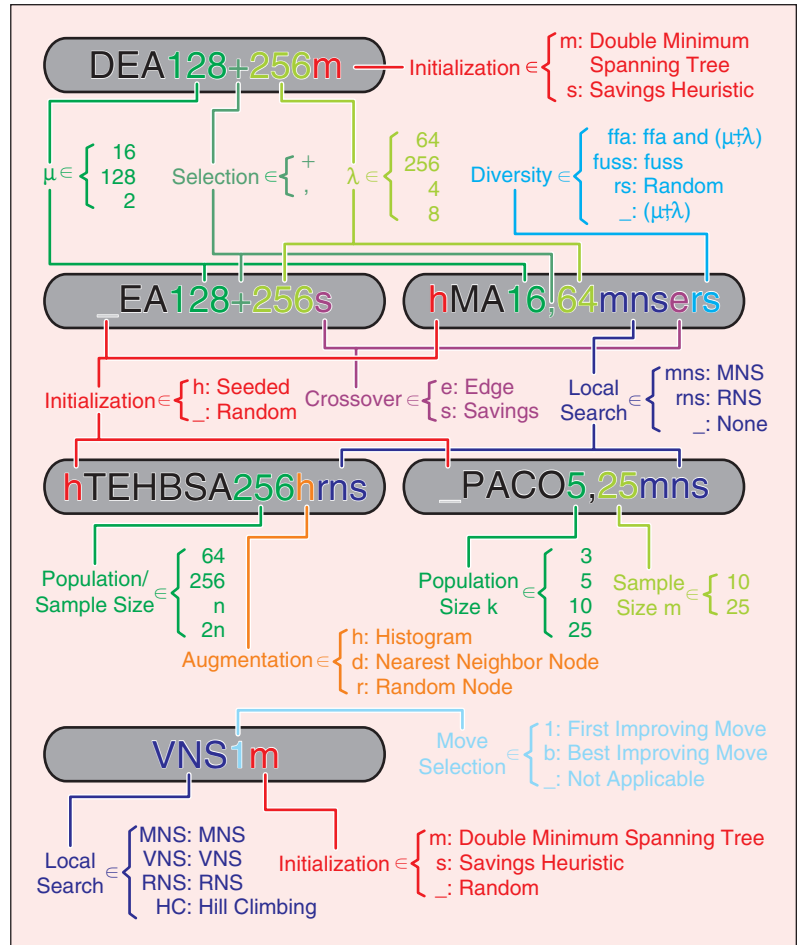 DEA128+256m
Initialization ∈ { m: Double Minimum
Spanning Tree
s: Savings Heuristic
μ ∈ { 16
128
2
Selection ∈ { +
,
λ ∈ { 64
256
4
8
Diversity ∈ { ffa: ffa and (μ+,λ)
fuss: fuss
rs: Random
_: (μ+,λ)
_EA128+256s
hMA16,64mnsers
Initialization ∈ { h: Seeded
_: Random
Crossover ∈ { e: Edge
s: Savings
Local
Search ∈ { mns: MNS
rns: RNS
_: None
hTEHBSA256hrns
_PACO5,25mns
Population/
Sample Size ∈ { 64
256
n
2n
Population
Size k ∈ { 3
5
10
25
Sample
Size m ∈ { 10
25
Augmentation ∈ { h: Histogram
d: Nearest Neighbor Node
r: Random Node
VNS1m
Move
Selection ∈ { 1: First Improving Move
b: Best Improving Move
_: Not Applicable
Local
Search ∈ { MNS: MNS
VNS: VNS
RNS: RNS
HC: Hill Climbing
Initialization ∈ { m: Double Minimum Spanning Tree
s: Savings Heuristic
_: Random